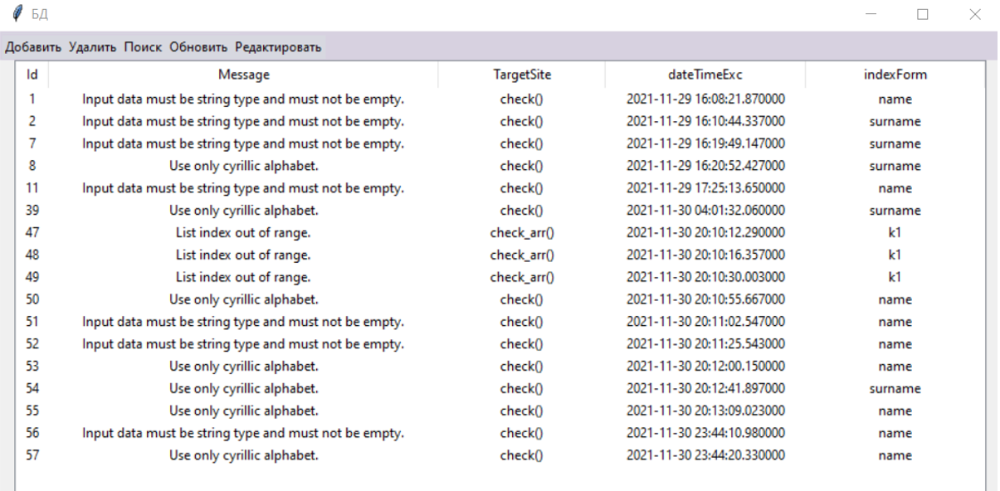 БД
Добавить Удалить Поиск Обновить Редактировать
Id Message TargetSite dateTimeExc indexForm
1 Input data must be string type and must not be empty. check() 2021-11-29 16:08:21.870000 name
2 Input data must be string type and must not be empty. check() 2021-11-29 16:10:44.337000 surname
7 Input data must be string type and must not be empty. check() 2021-11-29 16:19:49.147000 surname
8 Use only cyrillic alphabet. check() 2021-11-29 16:20:52.427000 surname
11 Input data must be string type and must not be empty. check() 2021-11-29 17:25:13.650000 name
39 Use only cyrillic alphabet. check() 2021-11-30 04:01:32.060000 surname
47 List index out of range. check_arr() 2021-11-30 20:10:12.290000 k1
48 List index out of range. check_arr() 2021-11-30 20:10:16.357000 k1
49 List index out of range. check_arr() 2021-11-30 20:10:30.003000 k1
50 Use only cyrillic alphabet. check() 2021-11-30 20:10:55.667000 name
51 Input data must be string type and must not be empty. check() 2021-11-30 20:11:02.547000 name
52 Input data must be string type and must not be empty. check() 2021-11-30 20:11:25.543000 name
53 Use only cyrillic alphabet. check() 2021-11-30 20:12:00.150000 name
54 Use only cyrillic alphabet. check() 2021-11-30 20:12:41.897000 surname
55 Use only cyrillic alphabet. check() 2021-11-30 20:13:09.023000 name
56 Input data must be string type and must not be empty. check() 2021-11-30 23:44:10.980000 name
57 Use only cyrillic alphabet. check() 2021-11-30 23:44:20.330000 name